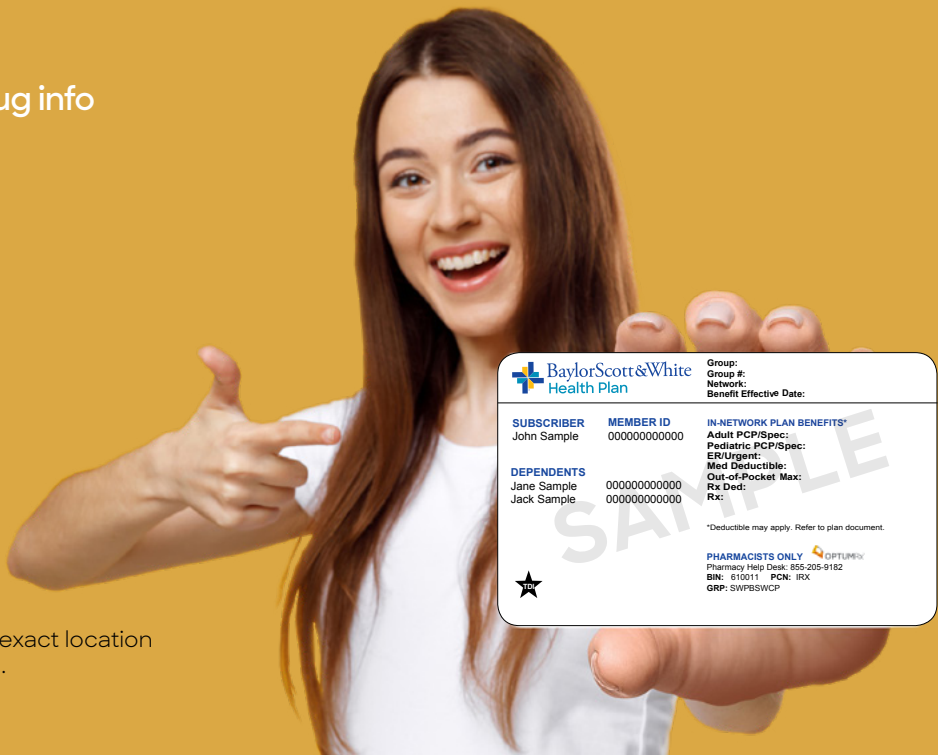 ug info
BaylorScott&White
Health Plan
Group:
Group #:
Network:
Benefit Effective Date:
SUBSCRIBER MEMBER ID
John Sample 000000000000
DEPENDENTS
Jane Sample 000000000000
Jack Sample 000000000000
IN-NETWORK PLAN BENEFITS*
Adult PCP/Spec:
Pediatric PCP/Spec:
ER/Urgent:
Med Deductible:
Out-of-Pocket Max:
Rx Ded:
Rx:
*Deductible may apply. Refer to plan document.
SAMPLE
PHARMACISTS ONLY OPTUMRx
Pharmacy Help Desk: 855-205-9182
BIN: 610011 PCN: IRX
GRP: SWPBSWCP
TDI
exact location
.